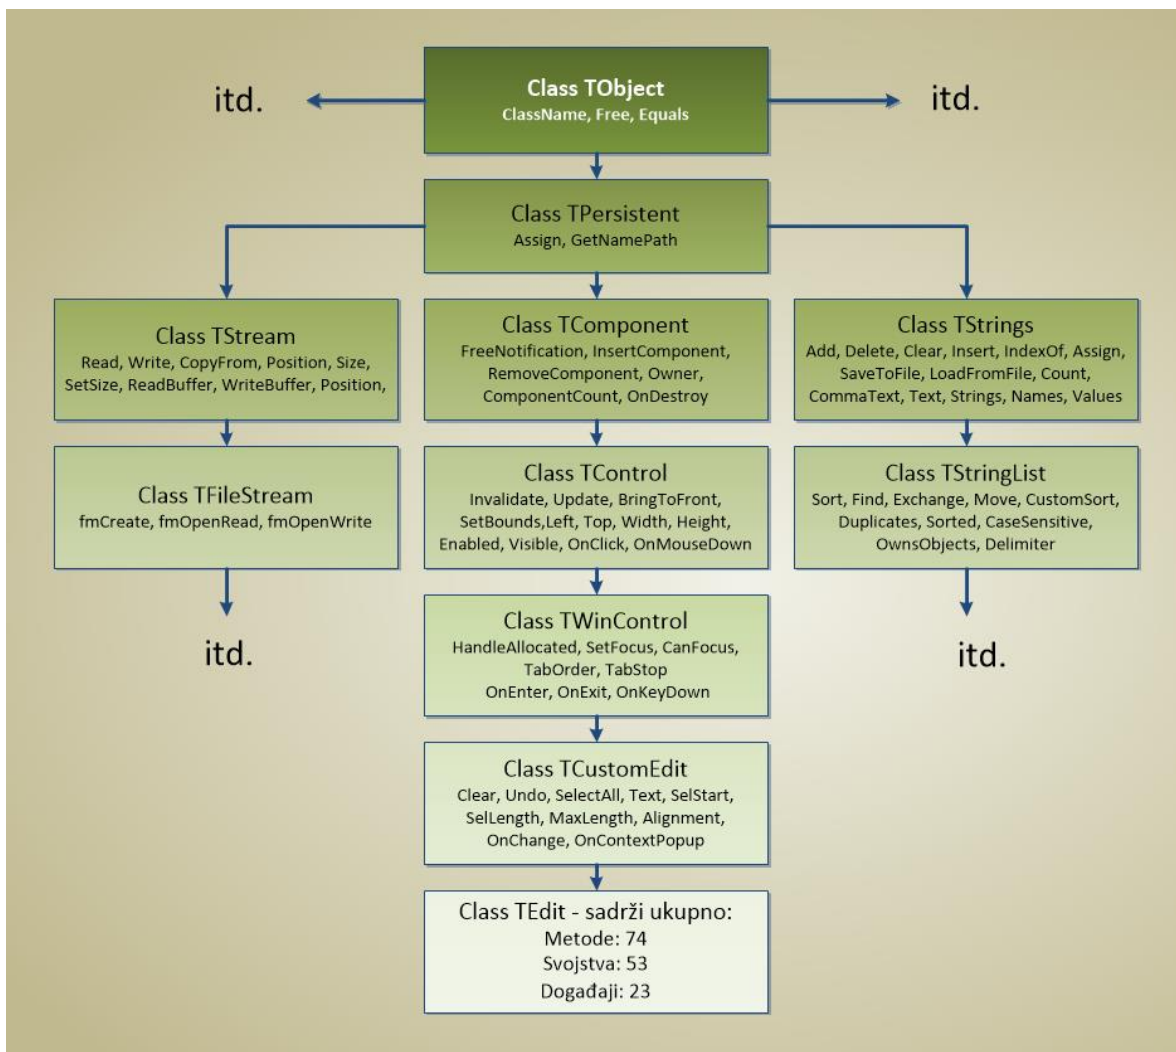 Class TObject
ClassName, Free, Equals
itd.
itd.
Class TPersistent
Assign, GetNamePath
Class TStream
Read, Write, CopyFrom, Position, Size,
SetSize, ReadBuffer, WriteBuffer, Position,
Class TComponent
FreeNotification, InsertComponent,
RemoveComponent, Owner,
ComponentCount, OnDestroy
Class TStrings
Add, Delete, Clear, Insert, IndexOf, Assign,
SaveToFile, LoadFromFile, Count,
CommaText, Text, Strings, Names, Values
Class TFileStream
fmCreate, fmOpenRead, fmOpenWrite
Class TControl
Invalidate, Update, BringToFront,
SetBounds,Left, Top, Width, Height,
Enabled, Visible, OnClick, OnMouseDown
Class TStringList
Sort, Find, Exchange, Move, CustomSort,
Duplicates, Sorted, CaseSensitive,
OwnsObjects, Delimiter
itd.
Class TWinControl
HandleAllocated, SetFocus, CanFocus,
TabOrder, TabStop
OnEnter, OnExit, OnKeyDown
itd.
Class TCustomEdit
Clear, Undo, SelectAll, Text, SelStart,
SelLength, MaxLength, Alignment,
OnChange, OnContextPopup
Class TEdit - sadrži ukupno:
Metode: 74
Svojstva: 53
Događaji: 23